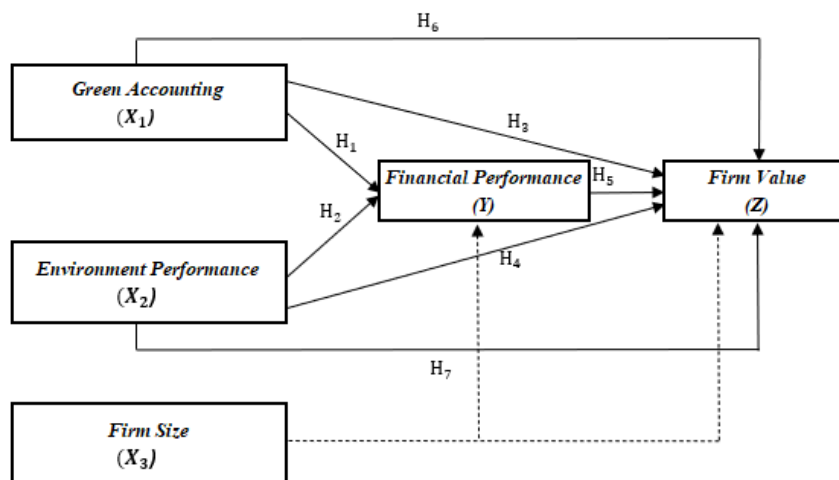 H₆
Green Accounting
(X₁)
H₃
H₁
Financial Performance
(Y)
H₅
Firm Value
(Z)
H₂
Environment Performance
(X₂)
H₄
H₇
Firm Size
(X₃)